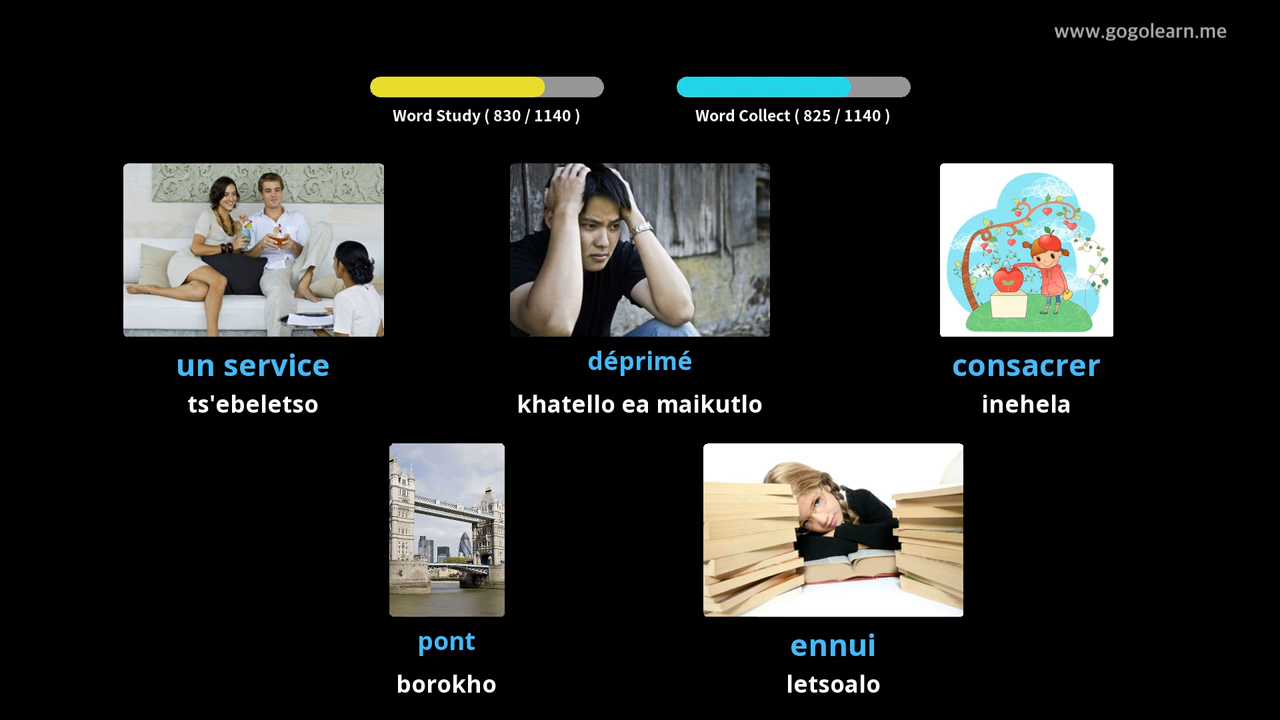 www.gogolearn.me
Word Study ( 830 / 1140 )
Word Collect ( 825 / 1140 )
un service
ts'ebeletso
déprimé
khatello ea maikutlo
consacrer
inehela
pont
borokho
ennui
letsoalo